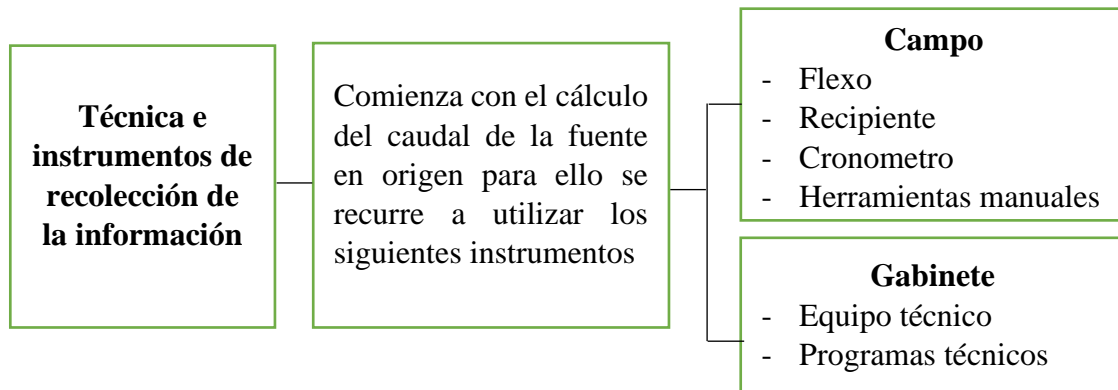 Técnica e
instrumentos de
recolección de
la información
Comienza con el cálculo
del caudal de la fuente
en origen para ello se
recurre a utilizar los
siguientes instrumentos
Campo
- Flexo
- Recipiente
- Cronometro
- Herramientas manuales
Gabinete
- Equipo técnico
- Programas técnicos